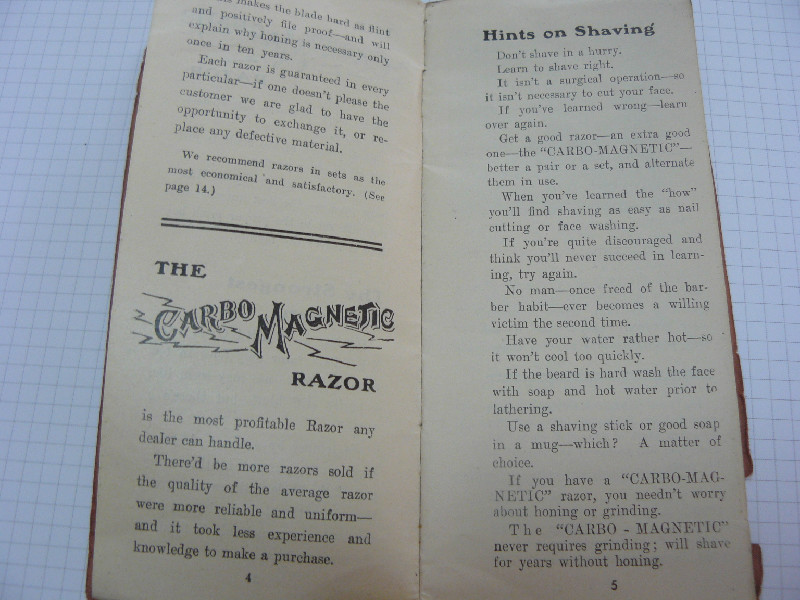 makes the blade hard as flint
and positively file proof—and will
explain why honing is necessary only
once in ten years.
Each razor is guaranteed in every
particular—if one doesn't please the
customer we are glad to have the
opportunity to exchange it, or re-
place any defective material.
We recommend razors in sets as the
most economical and satisfactory. (See
page 14.)
THE
CARBO MAGNETIC
RAZOR
is the most profitable Razor any
dealer can handle.
There'd be more razors sold if
the quality of the average razor
were more reliable and uniform—
and it took less experience and
knowledge to make a purchase.
4
Hints on Shaving
Don't shave in a hurry.
Learn to shave right.
It isn't a surgical operation—so
it isn't necessary to cut your face.
If you've learned wrong—learn
over again.
Get a good razor—an extra good
one—the "CARBO-MAGNETIC"—
better a pair or a set, and alternate
them in use.
When you've learned the "how"
you'll find shaving as easy as nail
cutting or face washing.
If you're quite discouraged and
think you'll never succeed in learn-
ing, try again.
No man—once freed of the bar-
ber habit—ever becomes a willing
victim the second time.
Have your water rather hot—so
it won't cool too quickly.
If the beard is hard wash the face
with soap and hot water prior to
lathering.
Use a shaving stick or good soap
in a mug—which? A matter of
choice.
If you have a "CARBO-MAG-
NETIC" razor, you needn't worry
about honing or grinding.
The "CARBO-MAGNETIC"
never requires grinding; will shave
for years without honing.
5